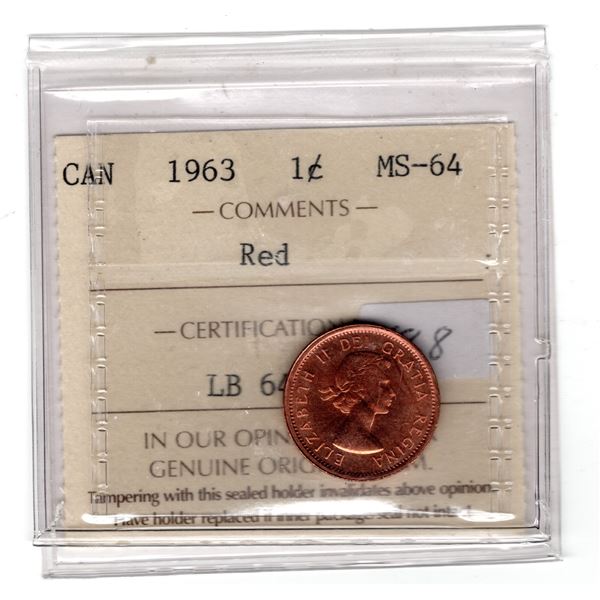 CAN 1963 1¢ MS-64
— COMMENTS —
Red
— CERTIFICATION
8
LB 64
IN OUR OPIN
GENUINE ORIG M.
Tampering with this sealed holder invalidates above opinion.
Have holder replaced if inner package seal not intact
ELIZABETH II DEI GRATIA REGINA